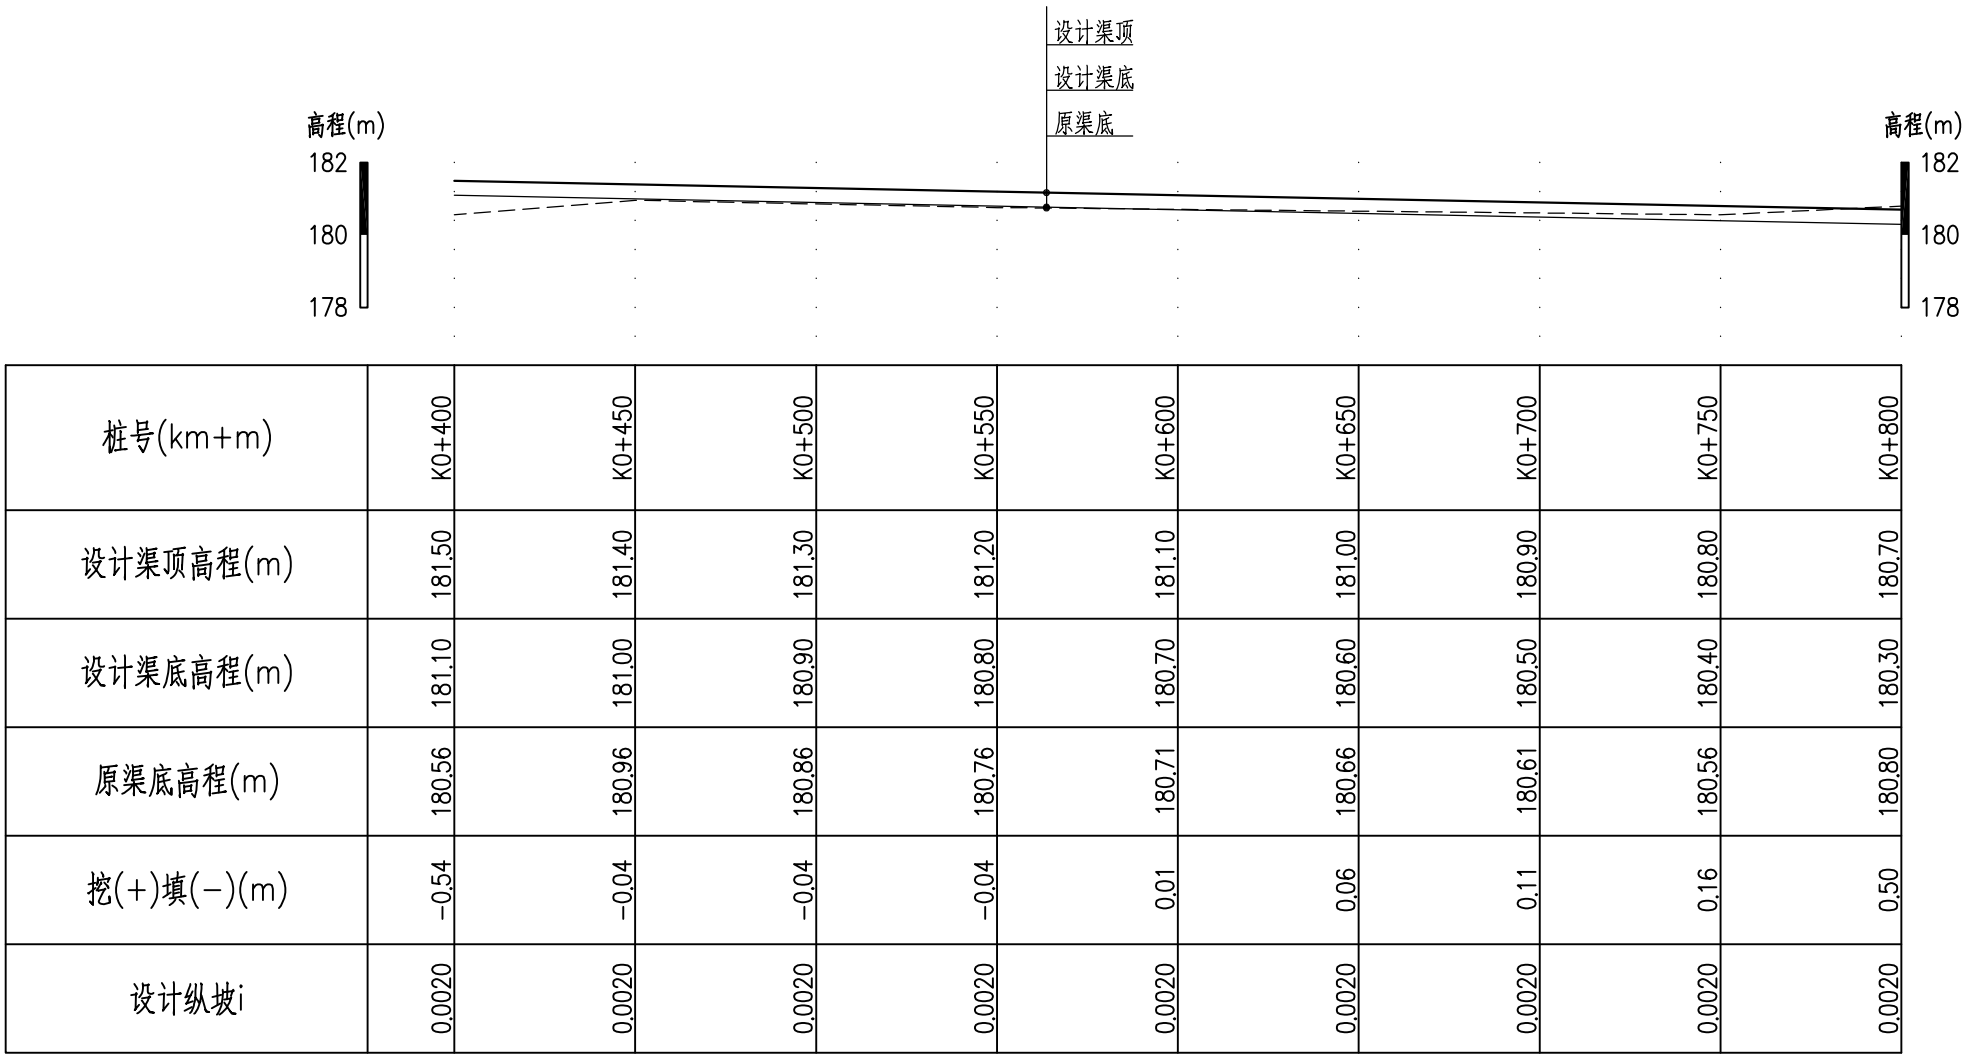 设计渠顶
设计渠底
原渠底
高程(m)
182
180
178
高程(m)
182
180
178
桩号(km+m) K0+400 K0+450 K0+500 K0+550 K0+600 K0+650 K0+700 K0+750 K0+800
设计渠顶高程(m) 181.50 181.40 181.30 181.20 181.10 181.00 180.90 180.80 180.70
设计渠底高程(m) 181.10 181.00 180.90 180.80 180.70 180.60 180.50 180.40 180.30
原渠底高程(m) 180.56 180.96 180.86 180.76 180.71 180.66 180.61 180.56 180.80
挖(+)填(-)(m) -0.54 -0.04 -0.04 -0.04 0.01 0.06 0.11 0.16 0.50
设计纵坡i 0.0020 0.0020 0.0020 0.0020 0.0020 0.0020 0.0020 0.0020 0.0020